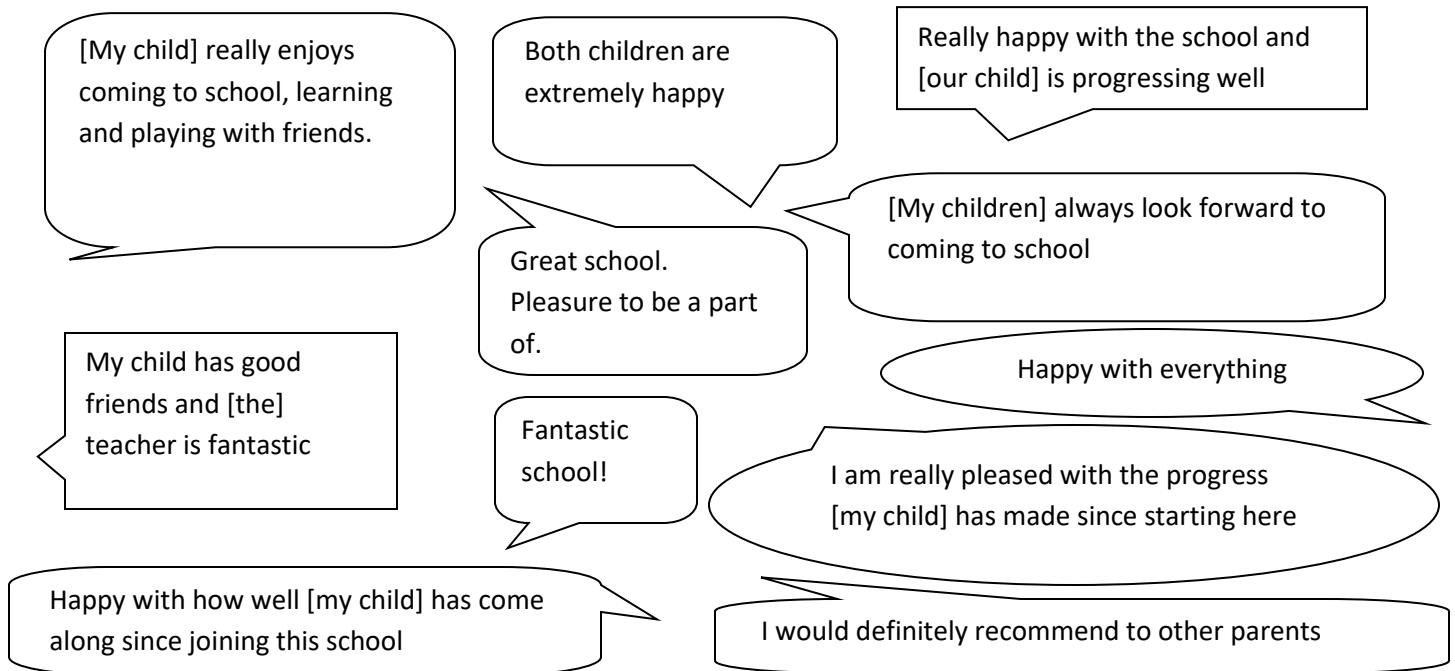 [My child] really enjoys
coming to school, learning
and playing with friends.
Both children are
extremely happy
Really happy with the school and
[our child] is progressing well
[My children] always look forward to
coming to school
Great school.
Pleasure to be a part
of.
My child has good
friends and [the]
teacher is fantastic
Happy with everything
Fantastic
school!
I am really pleased with the progress
[my child] has made since starting here
Happy with how well [my child] has come
along since joining this school
I would definitely recommend to other parents